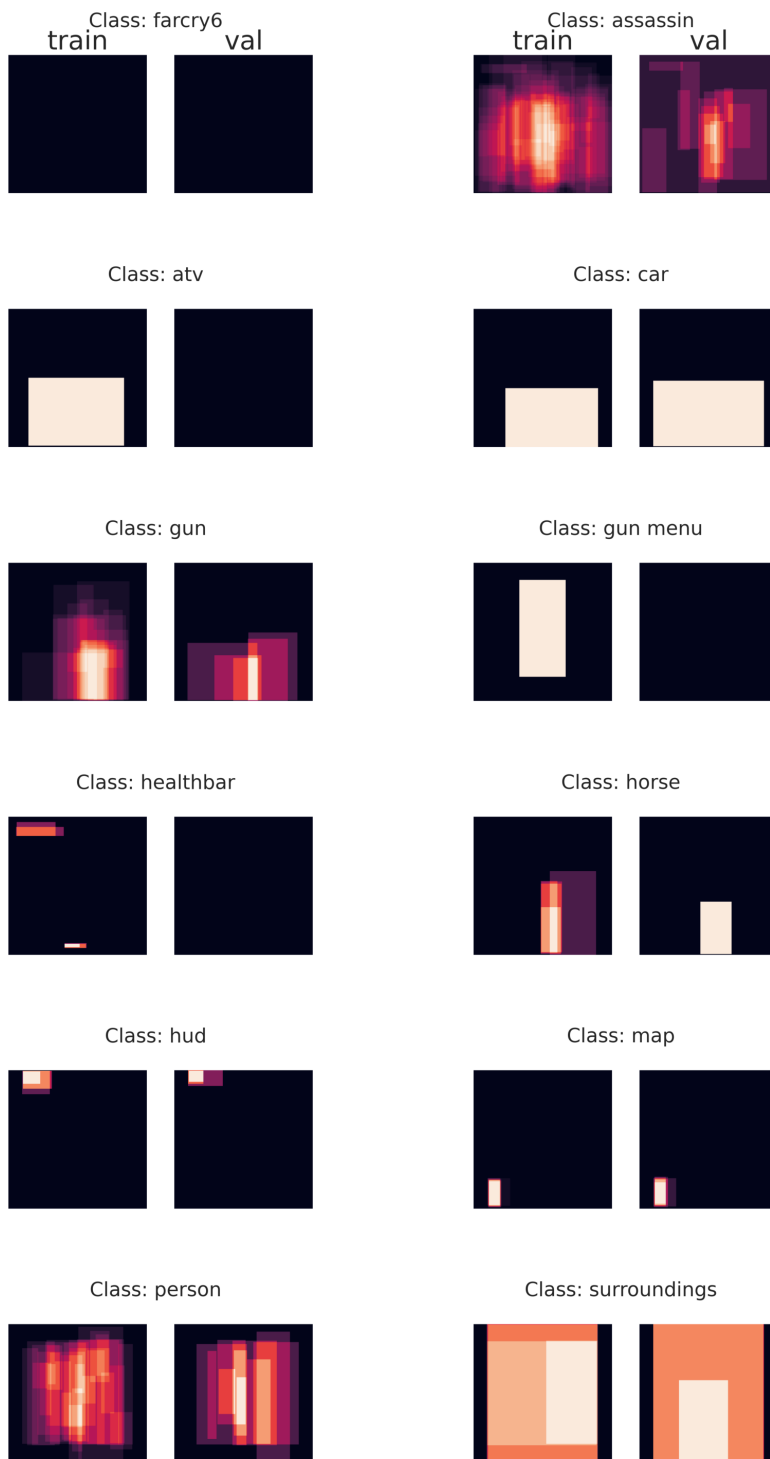 Class: farcry6
train val
Class: assassin
train val
Class: atv
Class: car
Class: gun
Class: gun menu
Class: healthbar
Class: horse
Class: hud
Class: map
Class: person
Class: surroundings